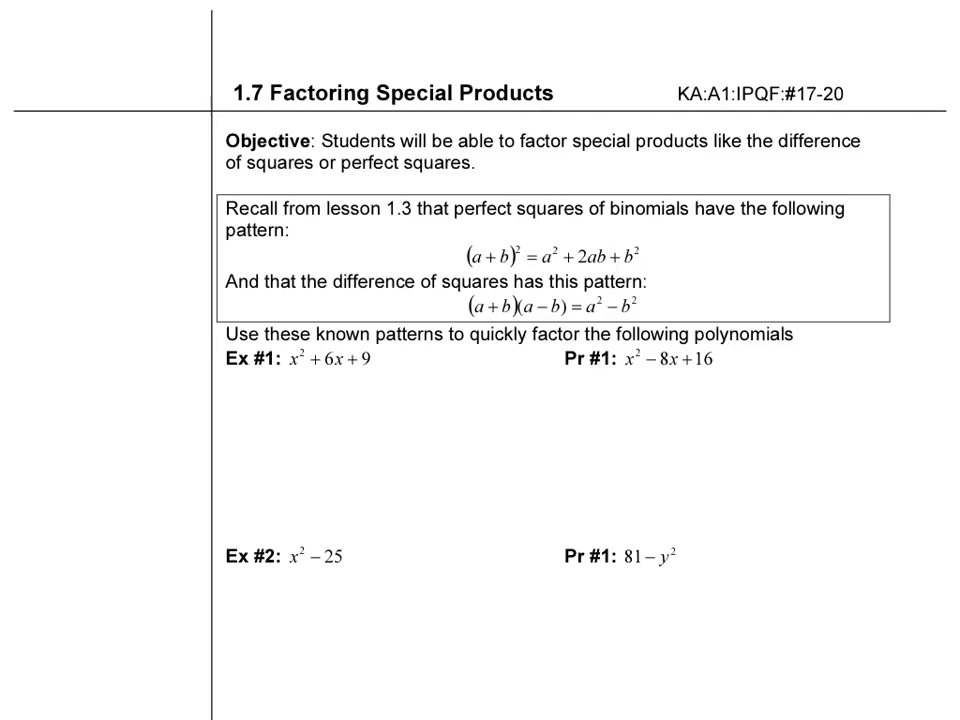 1.7 Factoring Special Products KA:A1:IPQF:#17-20
Objective: Students will be able to factor special products like the difference
of squares or perfect squares.
Recall from lesson 1.3 that perfect squares of binomials have the following
pattern:
(a + b)² = a² + 2ab + b²
And that the difference of squares has this pattern:
(a + b)(a − b) = a² − b²
Use these known patterns to quickly factor the following polynomials
Ex #1: x² + 6x + 9 Pr #1: x² − 8x + 16
Ex #2: x² − 25 Pr #1: 81 − y²